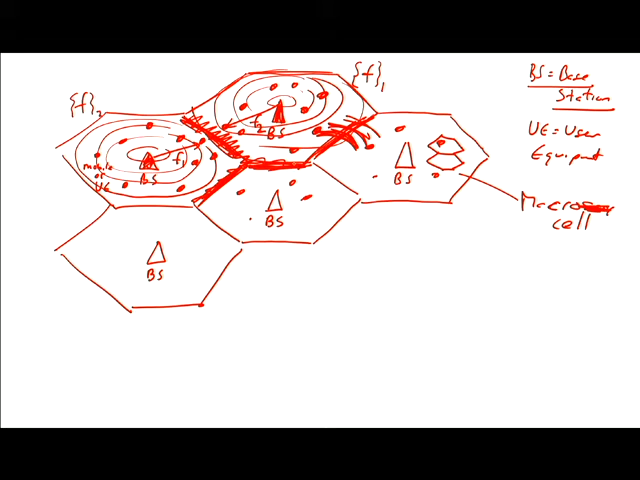 {f}₁
BS = Base
Station
{f}₂
f₂
BS
UE = User
Equipmt
f₁
mobile
or
UE
BS
BS
Macro
cell
BS
BS